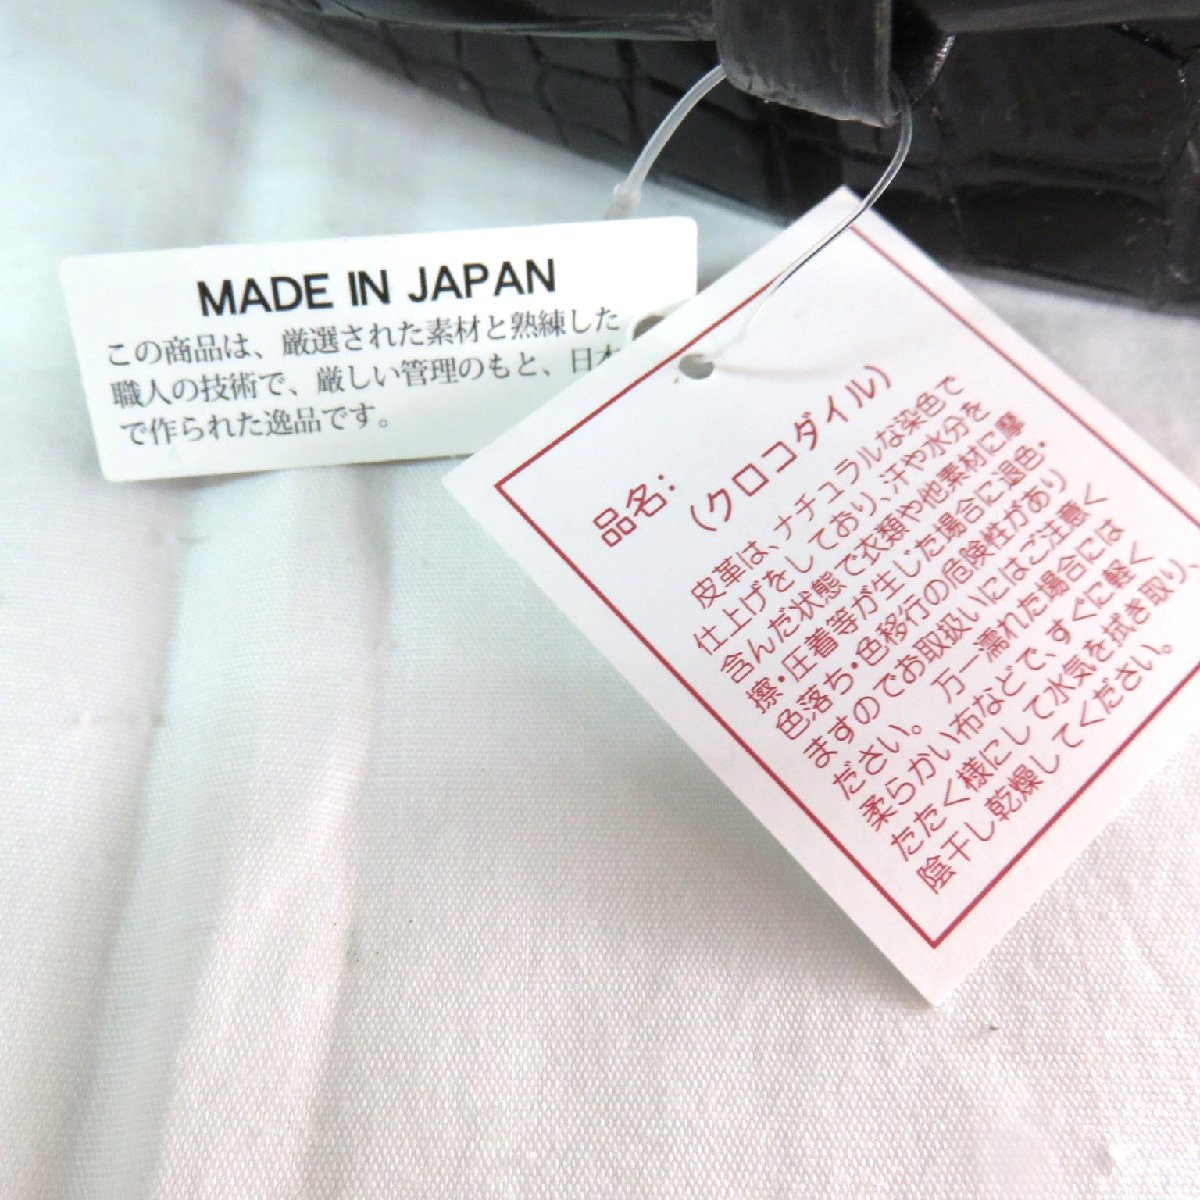 MADE IN JAPAN
この商品は、厳選された素材と熟練した
職人の技術で、厳しい管理のもと、日本
で作られた逸品です。
品名:
(クロコダイル)
皮革は、ナチュラルな染色で
仕上げをしており、汗や水分を
含んだ状態で衣類や他素材に摩
擦・圧着等が生じた場合に退色・
色落ち・色移行の危険性があり
ますのでお取扱いにはご注意く
ださい。万一濡れた場合には
柔らかい布などで、すぐに軽く
たたく様にして水気を拭き取り、
陰干し乾燥してください。